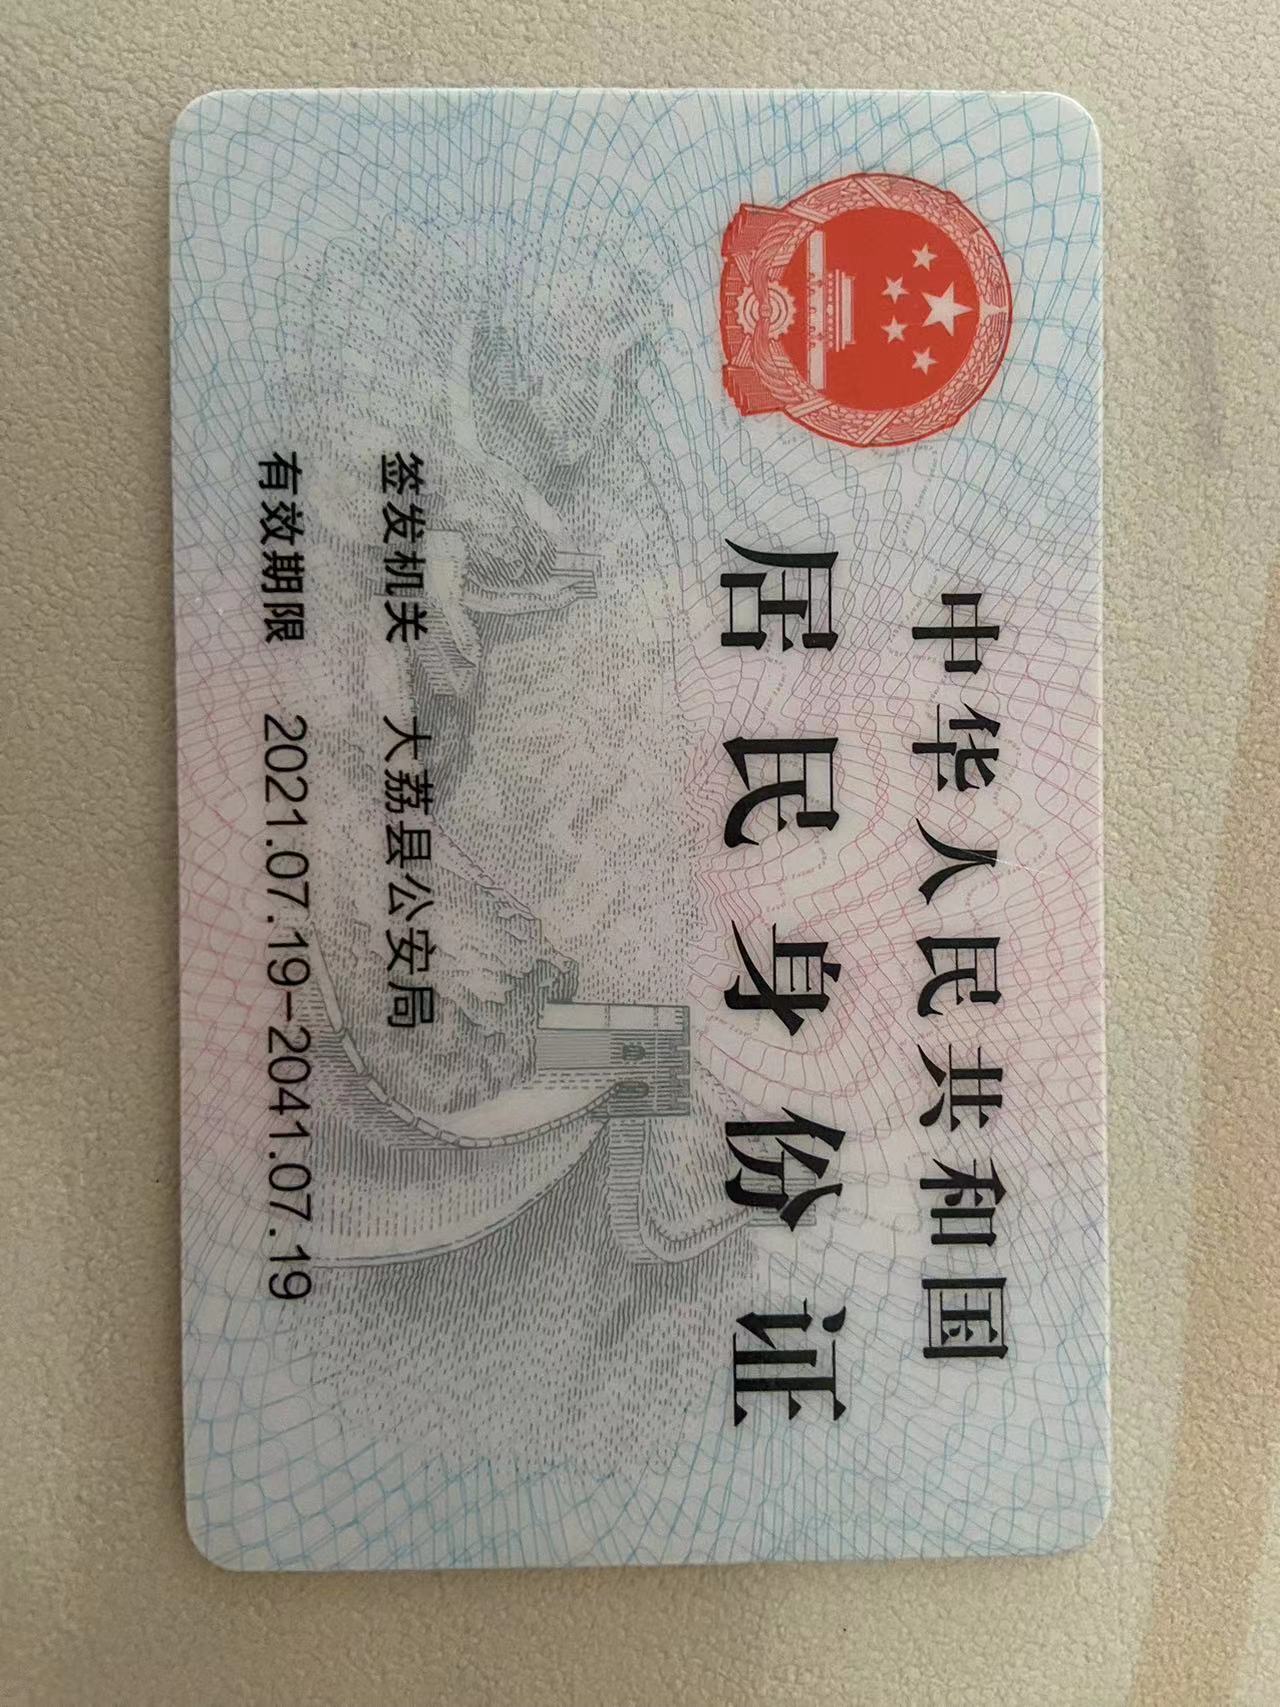 中华人民共和国
居民身份证
签发机关 大荔县公安局
有效期限 2021.07.19-2041.07.19